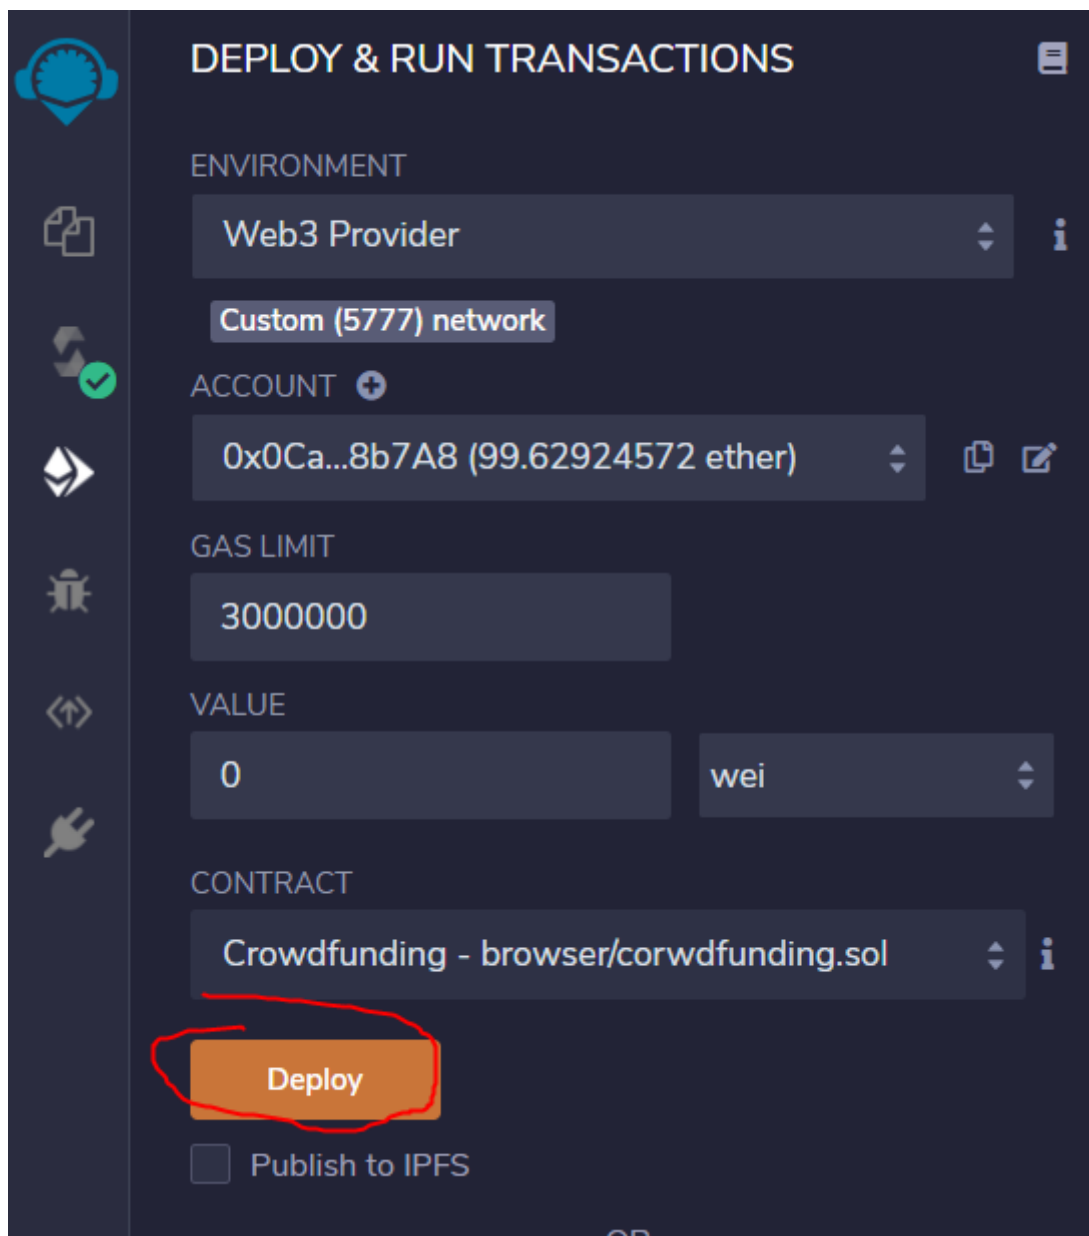 DEPLOY & RUN TRANSACTIONS
ENVIRONMENT
Web3 Provider
Custom (5777) network
ACCOUNT
0x0Ca...8b7A8 (99.62924572 ether)
GAS LIMIT
3000000
VALUE
0 wei
CONTRACT
Crowdfunding - browser/corwdfunding.sol
Deploy
Publish to IPFS